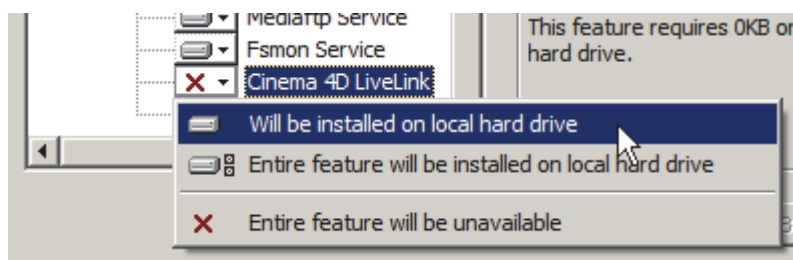 Mediaftp Service
Fsmon Service
Cinema 4D LiveLink
This feature requires 0KB on
hard drive.
Will be installed on local hard drive
Entire feature will be installed on local hard drive
Entire feature will be unavailable